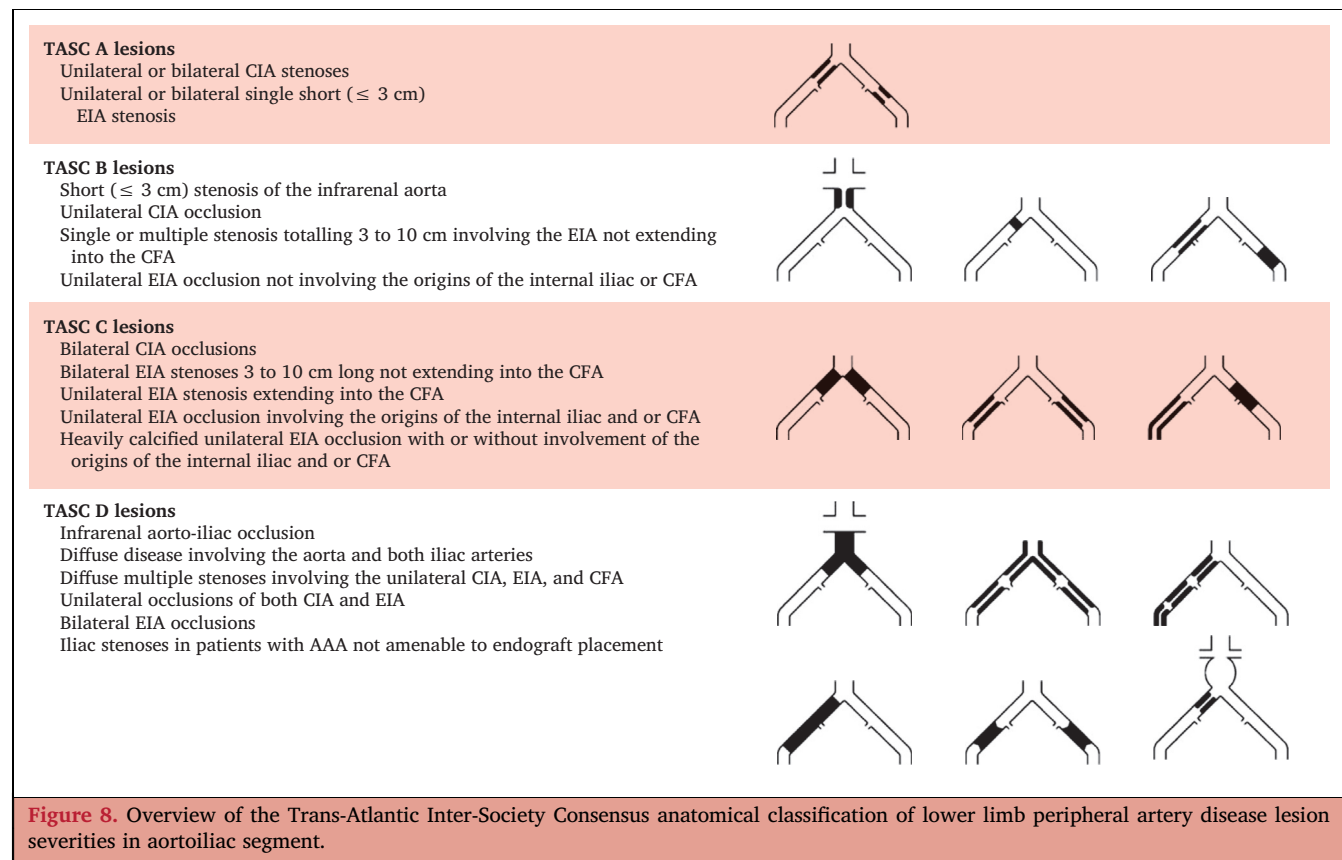 TASC A lesions
Unilateral or bilateral CIA stenoses
Unilateral or bilateral single short (≤ 3 cm)
EIA stenosis
TASC B lesions
Short (≤ 3 cm) stenosis of the infrarenal aorta
Unilateral CIA occlusion
Single or multiple stenosis totalling 3 to 10 cm involving the EIA not extending
into the CFA
Unilateral EIA occlusion not involving the origins of the internal iliac or CFA
TASC C lesions
Bilateral CIA occlusions
Bilateral EIA stenoses 3 to 10 cm long not extending into the CFA
Unilateral EIA stenosis extending into the CFA
Unilateral EIA occlusion involving the origins of the internal iliac and or CFA
Heavily calcified unilateral EIA occlusion with or without involvement of the
origins of the internal iliac and or CFA
TASC D lesions
Infrarenal aorto-iliac occlusion
Diffuse disease involving the aorta and both iliac arteries
Diffuse multiple stenoses involving the unilateral CIA, EIA, and CFA
Unilateral occlusions of both CIA and EIA
Bilateral EIA occlusions
Iliac stenoses in patients with AAA not amenable to endograft placement
Figure 8. Overview of the Trans-Atlantic Inter-Society Consensus anatomical classification of lower limb peripheral artery disease lesion
severities in aortoiliac segment.